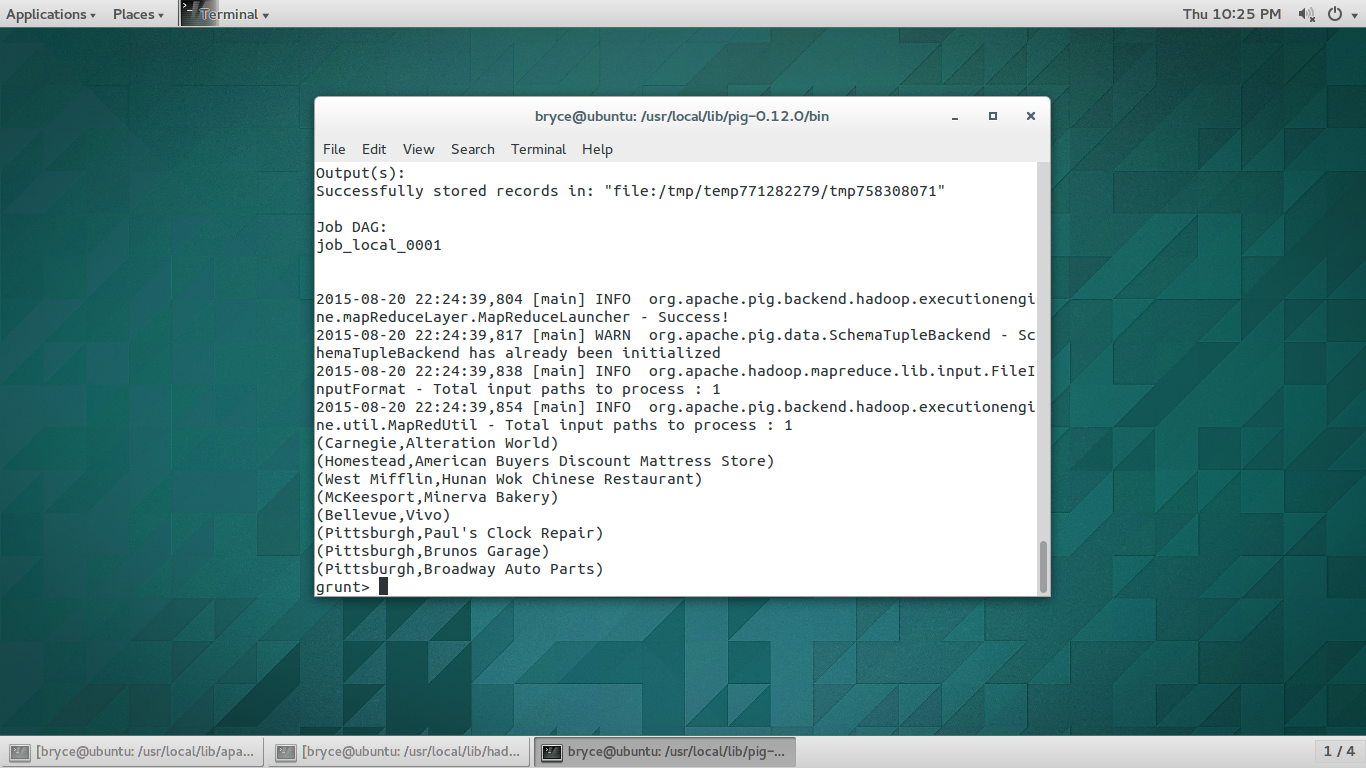 Applications Places Terminal Thu 10:25 PM
bryce@ubuntu: /usr/local/lib/pig-0.12.0/bin
File Edit View Search Terminal Help
Output(s):
Successfully stored records in: "file:/tmp/temp771282279/tmp758308071"
Job DAG:
job_local_0001
2015-08-20 22:24:39,804 [main] INFO  org.apache.pig.backend.hadoop.executionengi
ne.mapReduceLayer.MapReduceLauncher - Success!
2015-08-20 22:24:39,817 [main] WARN  org.apache.pig.data.SchemaTupleBackend - Sc
hemaTupleBackend has already been initialized
2015-08-20 22:24:39,838 [main] INFO  org.apache.hadoop.mapreduce.lib.input.FileI
nputFormat - Total input paths to process : 1
2015-08-20 22:24:39,854 [main] INFO  org.apache.pig.backend.hadoop.executionengi
ne.util.MapRedUtil - Total input paths to process : 1
(Carnegie,Alteration World)
(Homestead,American Buyers Discount Mattress Store)
(West Mifflin,Hunan Wok Chinese Restaurant)
(McKeesport,Minerva Bakery)
(Bellevue,Vivo)
(Pittsburgh,Paul's Clock Repair)
(Pittsburgh,Brunos Garage)
(Pittsburgh,Broadway Auto Parts)
grunt>
[bryce@ubuntu: /usr/local/lib/apa... [bryce@ubuntu: /usr/local/lib/had... bryce@ubuntu: /usr/local/lib/pig-... 1 / 4